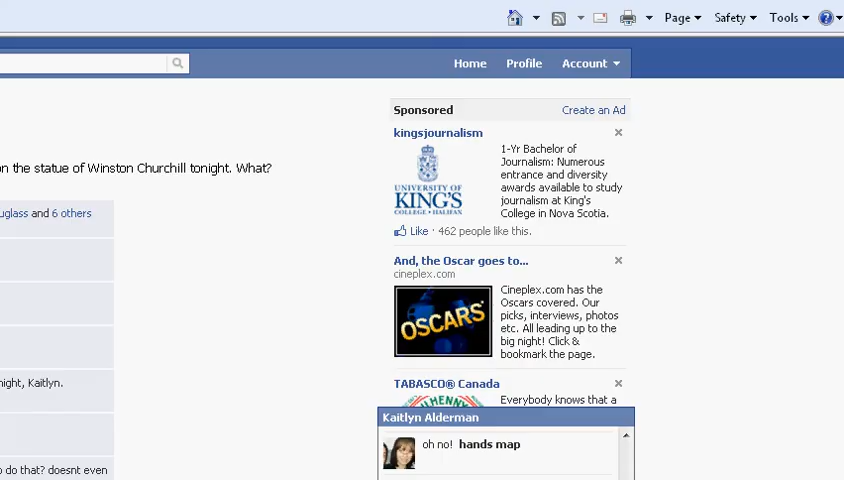 Page Safety Tools
Home Profile Account
Sponsored Create an Ad
kingsjournalism
1-Yr Bachelor of
Journalism: Numerous
entrance and diversity
awards available to study
journalism at King's
College in Nova Scotia.
UNIVERSITY OF
KING'S
COLLEGE · HALIFAX
Like · 462 people like this.
on the statue of Winston Churchill tonight. What?
uglass and 6 others
And, the Oscar goes to...
cineplex.com
OSCARS
Cineplex.com has the
Oscars covered. Our
picks, interviews, photos
etc. All leading up to the
big night! Click &
bookmark the page.
night, Kaitlyn.
TABASCO® Canada
Everybody knows that a
Kaitlyn Alderman
oh no! hands map
o do that? doesnt even